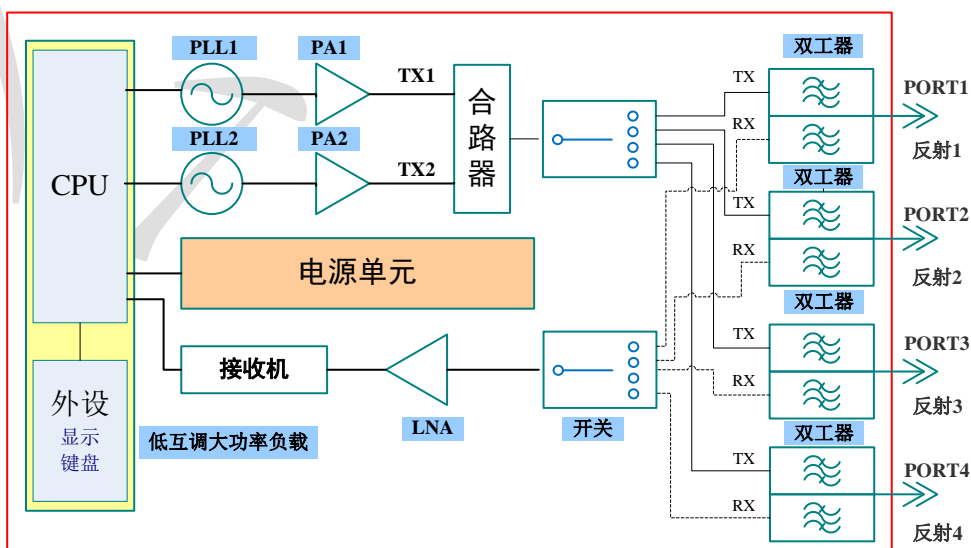 PLL1
PA1
双工器
TX1
TX
PORT1
合路器
RX
反射1
PLL2
PA2
双工器
CPU
TX2
TX
PORT2
RX
反射2
电源单元
双工器
TX
PORT3
接收机
RX
反射3
外设
LNA
开关
双工器
显示
低互调大功率负载
键盘
TX
PORT4
RX
反射4